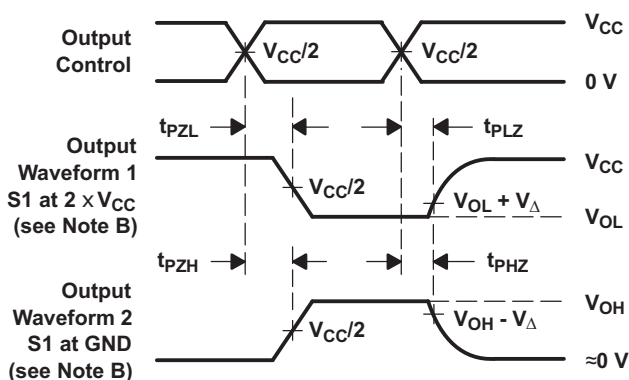 Output
Control
V_CC/2
V_CC/2
V_CC
0 V
t_PZL
t_PLZ
Output
Waveform 1
S1 at 2 x V_CC
(see Note B)
V_CC/2
V_CC
V_OL + V_Δ
V_OL
t_PZH
t_PHZ
Output
Waveform 2
S1 at GND
(see Note B)
V_CC/2
V_OH
V_OH - V_Δ
≈0 V